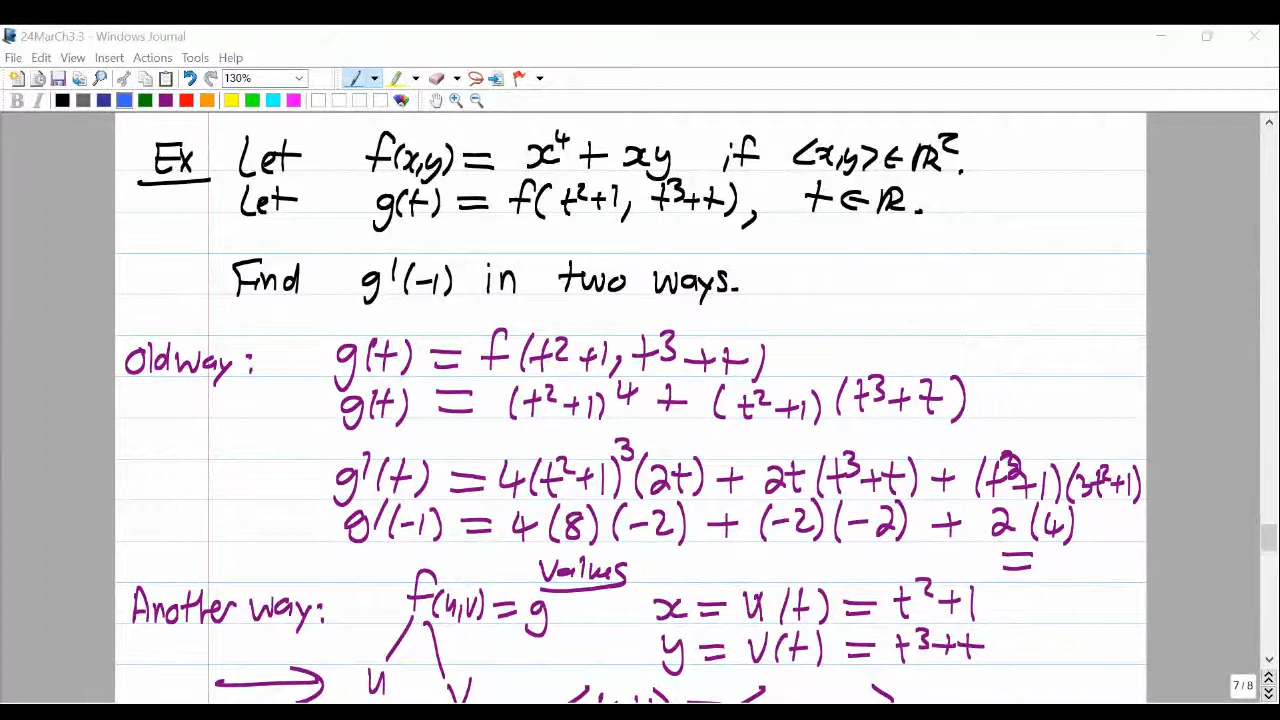 24MarCh3.3 - Windows Journal
File Edit View Insert Actions Tools Help
130%
B I
Ex Let f(x,y) = x⁴ + xy if <x,y> ∈ ℝ².
Let g(t) = f(t²+1, t³+t), t ∈ ℝ.
Find g'(-1) in two ways.
Old way: g(t) = f(t²+1, t³+t)
g(t) = (t²+1)⁴ + (t²+1)(t³+t)
g'(t) = 4(t²+1)³(2t) + 2t(t³+t) + (t²+1)(3t²+1)
g'(-1) = 4(8)(-2) + (-2)(-2) + 2(4)
values
Another way: f(u,v) = g x = u(t) = t²+1
y = v(t) = t³+t
u v
7/8